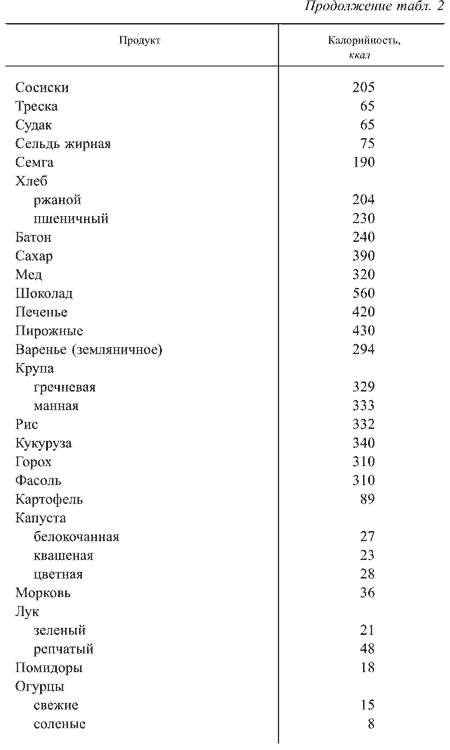 Продолжение табл. 2
Продукт Калорийность, ккал
Сосиски 205
Треска 65
Судак 65
Сельдь жирная 75
Семга 190
Хлеб
ржаной 204
пшеничный 230
Батон 240
Сахар 390
Мед 320
Шоколад 560
Печенье 420
Пирожные 430
Варенье (земляничное) 294
Крупа
гречневая 329
манная 333
Рис 332
Кукуруза 340
Горох 310
Фасоль 310
Картофель 89
Капуста
белокочанная 27
квашеная 23
цветная 28
Морковь 36
Лук
зеленый 21
репчатый 48
Помидоры 18
Огурцы
свежие 15
соленые 8